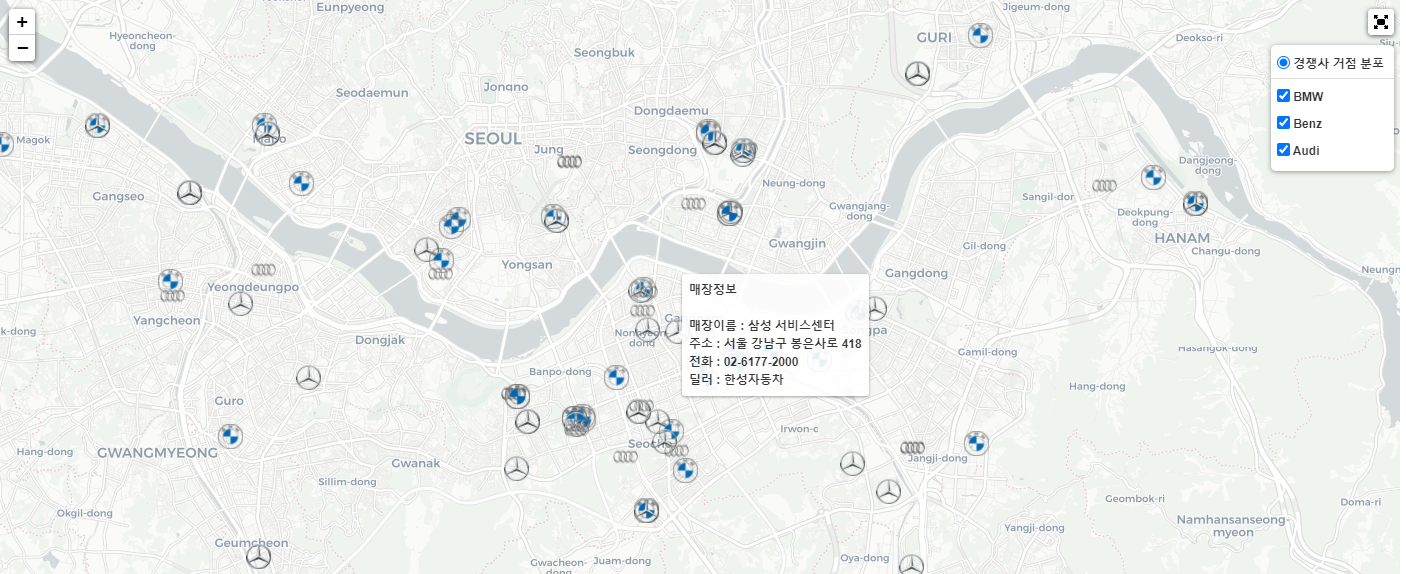 +
−
Eunpyeong
Jigeum-dong
Hyeoncheon-
dong
Seongbuk
GURI
Deokso-ri
경쟁사 거점 분포
BMW
Benz
Audi
Seodaemun
Jongno
Dongdaemu
Magok
Mapo
SEOUL
Jung
Seongdong
Dangjeong-
dong
Gangseo
Neung-dong
Sangil-dor
Gwangjang-
dong
Deokpung-
dong
HANAM
Gwangjin
Gil-dong
Changu-dong
Yongsan
Gangdong
Neung
dong
Yeongdeungpo
매장정보
매장이름 : 삼성 서비스센터
주소 : 서울 강남구 봉은사로 418
전화 : 02-6177-2000
딜러 : 한성자동차
Yangcheon
k-dong
Nonhyeon-
dong
Songpa
Dongjak
Gamil-dong
Hasangok-dong
Banpo-dong
Hang-dong
Guro
Irwon-c
Hang-dong
GWANGMYEONG
Gwanak
Seoc
Jangji-dong
Sillim-dong
Geombok-ri
Doma-ri
Okgil-dong
Namhansanseong-
myeon
Yangji-dong
Geumcheon
Gwacheon-
dong
Juam-dong
Oya-dong